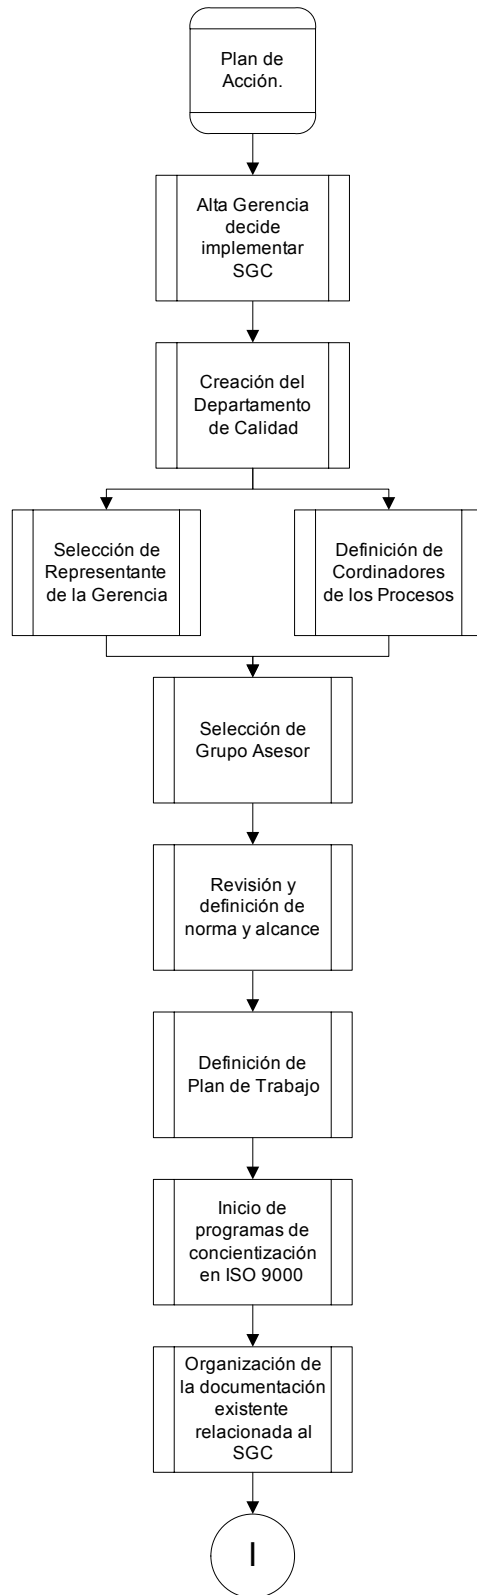 Plan de
Acción.
Alta Gerencia
decide
implementar
SGC
Creación del
Departamento
de Calidad
Selección de
Representante
de la Gerencia
Definición de
Cordinadores
de los Procesos
Selección de
Grupo Asesor
Revisión y
definición de
norma y alcance
Definición de
Plan de Trabajo
Inicio de
programas de
concientización
en ISO 9000
Organización de
la documentación
existente
relacionada al
SGC
I